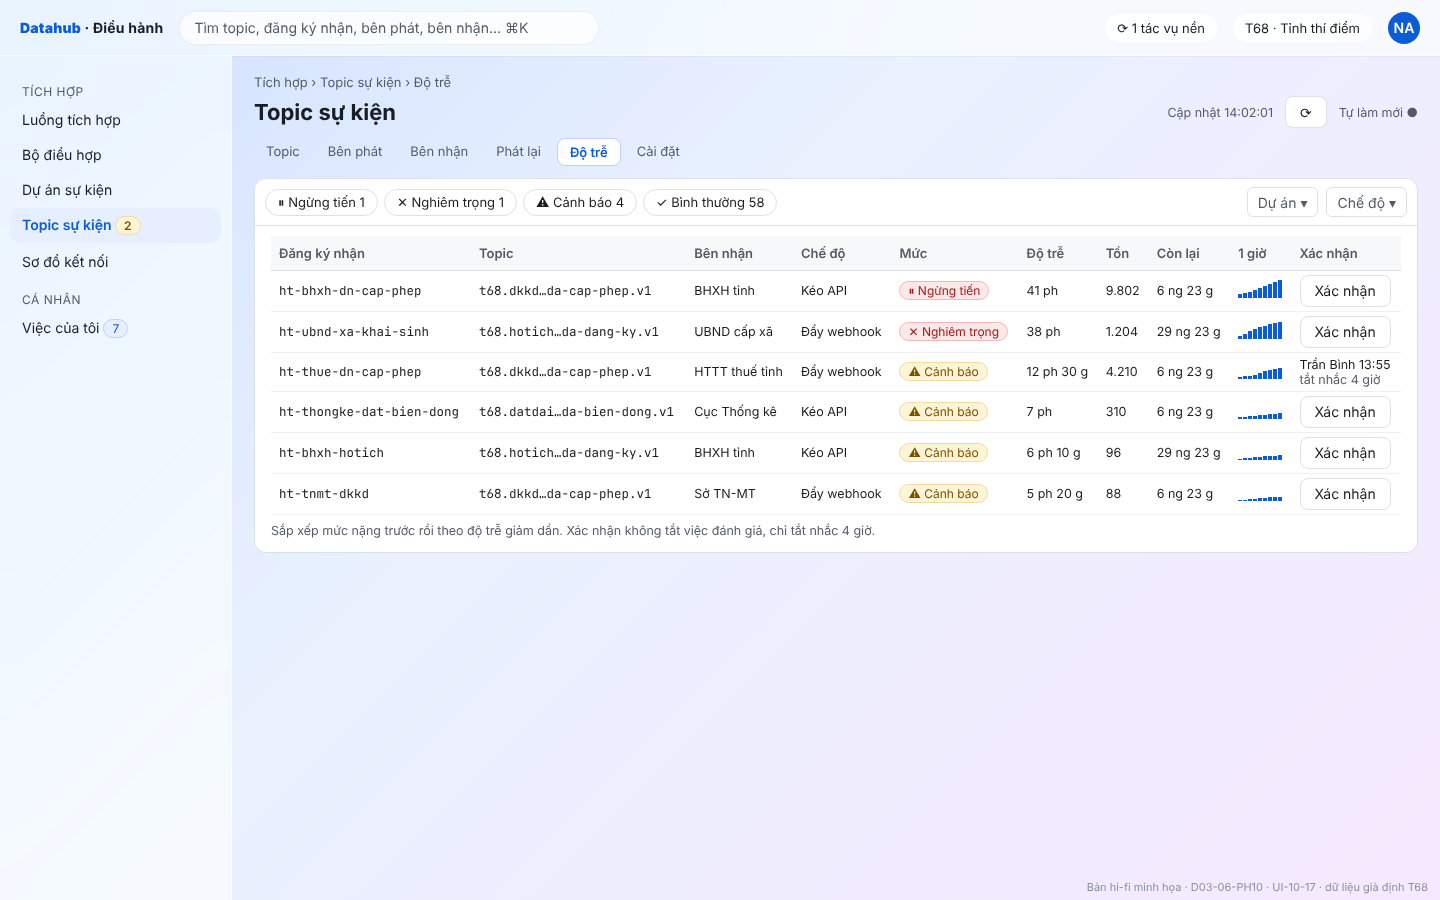 Datahub · Điều hành
Tìm topic, đăng ký nhận, bên phát, bên nhận... ⌘K
⟳ 1 tác vụ nền
T68 · Tỉnh thí điểm
NA
TÍCH HỢP
Luồng tích hợp
Bộ điều hợp
Dự án sự kiện
Topic sự kiện 2
Sơ đồ kết nối
CÁ NHÂN
Việc của tôi 7
Tích hợp › Topic sự kiện › Độ trễ
Topic sự kiện
Cập nhật 14:02:01 ⟳ Tự làm mới ●
Topic Bên phát Bên nhận Phát lại Độ trễ Cài đặt
⏸ Ngừng tiến 1 ✕ Nghiêm trọng 1 ⚠ Cảnh báo 4 ✓ Bình thường 58 Dự án ▾ Chế độ ▾
Đăng ký nhận Topic Bên nhận Chế độ Mức Độ trễ Tồn Còn lại 1 giờ Xác nhận
ht-bhxh-dn-cap-phep t68.dkkd…da-cap-phep.v1 BHXH tỉnh Kéo API ⏸ Ngừng tiến 41 ph 9.802 6 ng 23 g Xác nhận
ht-ubnd-xa-khai-sinh t68.hotich…da-dang-ky.v1 UBND cấp xã Đẩy webhook ✕ Nghiêm trọng 38 ph 1.204 29 ng 23 g Xác nhận
ht-thue-dn-cap-phep t68.dkkd…da-cap-phep.v1 HTTT thuế tỉnh Đẩy webhook ⚠ Cảnh báo 12 ph 30 g 4.210 6 ng 23 g Trần Bình 13:55
tắt nhắc 4 giờ
ht-thongke-dat-bien-dong t68.datdai…da-bien-dong.v1 Cục Thống kê Kéo API ⚠ Cảnh báo 7 ph 310 6 ng 23 g Xác nhận
ht-bhxh-hotich t68.hotich…da-dang-ky.v1 BHXH tỉnh Kéo API ⚠ Cảnh báo 6 ph 10 g 96 29 ng 23 g Xác nhận
ht-tnmt-dkkd t68.dkkd…da-cap-phep.v1 Sở TN-MT Đẩy webhook ⚠ Cảnh báo 5 ph 20 g 88 6 ng 23 g Xác nhận
Sắp xếp mức nặng trước rồi theo độ trễ giảm dần. Xác nhận không tắt việc đánh giá, chỉ tắt nhắc 4 giờ.
Bản hi-fi minh họa · D03-06-PH10 · UI-10-17 · dữ liệu giả định T68